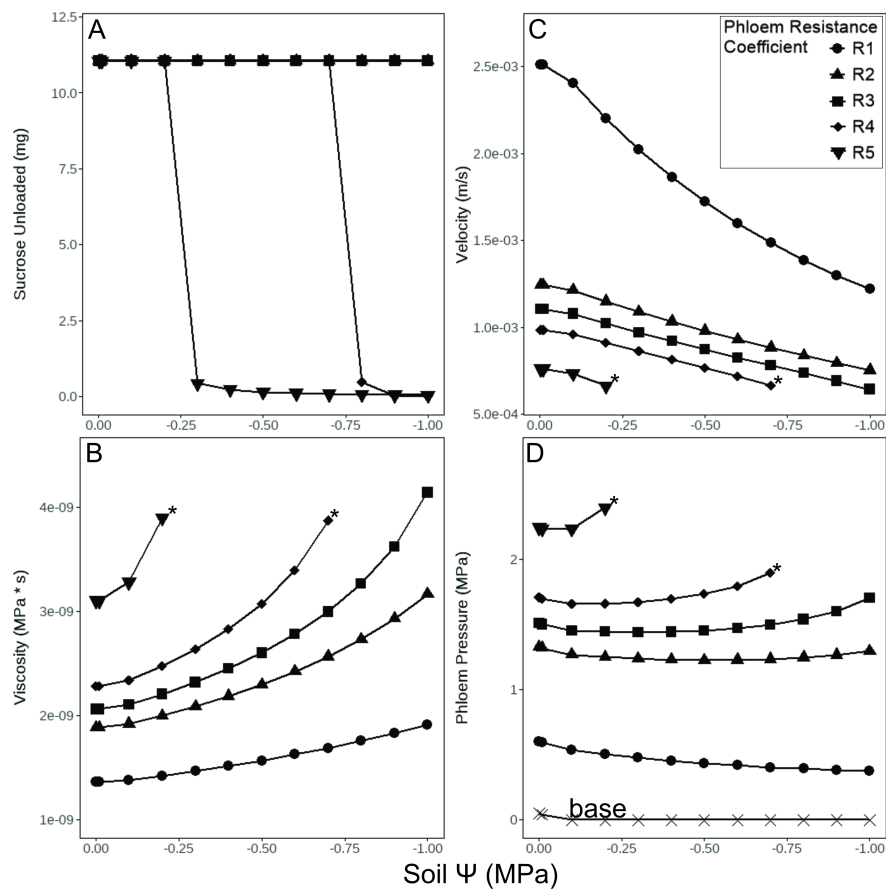 A
12.5
10.0
7.5
5.0
2.5
0.0
Sucrose Unloaded (mg)
0.00 -0.25 -0.50 -0.75 -1.00
C
Phloem Resistance
Coefficient
R1
R2
R3
R4
R5
2.5e-03
2.0e-03
1.5e-03
1.0e-03
5.0e-04
Velocity (m/s)
*
*
0.00 -0.25 -0.50 -0.75 -1.00
B
4e-09
3e-09
2e-09
1e-09
Viscosity (MPa * s)
*
*
0.00 -0.25 -0.50 -0.75 -1.00
D
2
1
0
Phloem Pressure (MPa)
*
*
base
0.00 -0.25 -0.50 -0.75 -1.00
Soil Ψ (MPa)